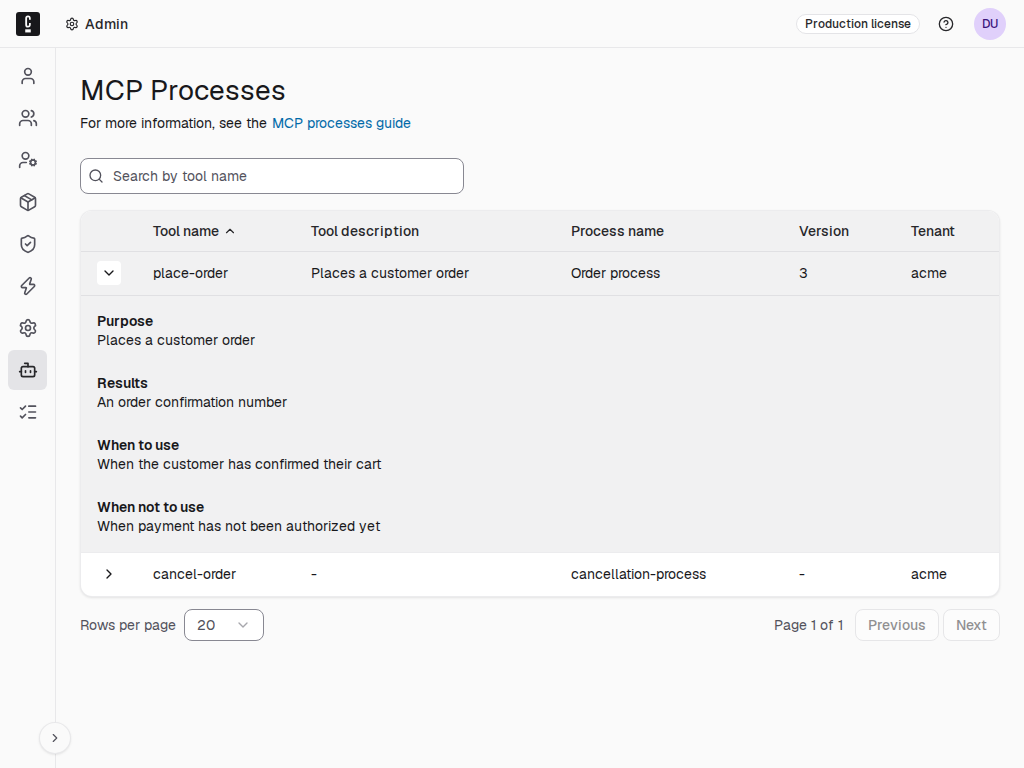 C
Admin
Production license
DU
MCP Processes
For more information, see the MCP processes guide
Search by tool name
Tool name Tool description Process name Version Tenant
place-order Places a customer order Order process 3 acme
Purpose
Places a customer order
Results
An order confirmation number
When to use
When the customer has confirmed their cart
When not to use
When payment has not been authorized yet
cancel-order - cancellation-process - acme
Rows per page 20 Page 1 of 1 Previous Next